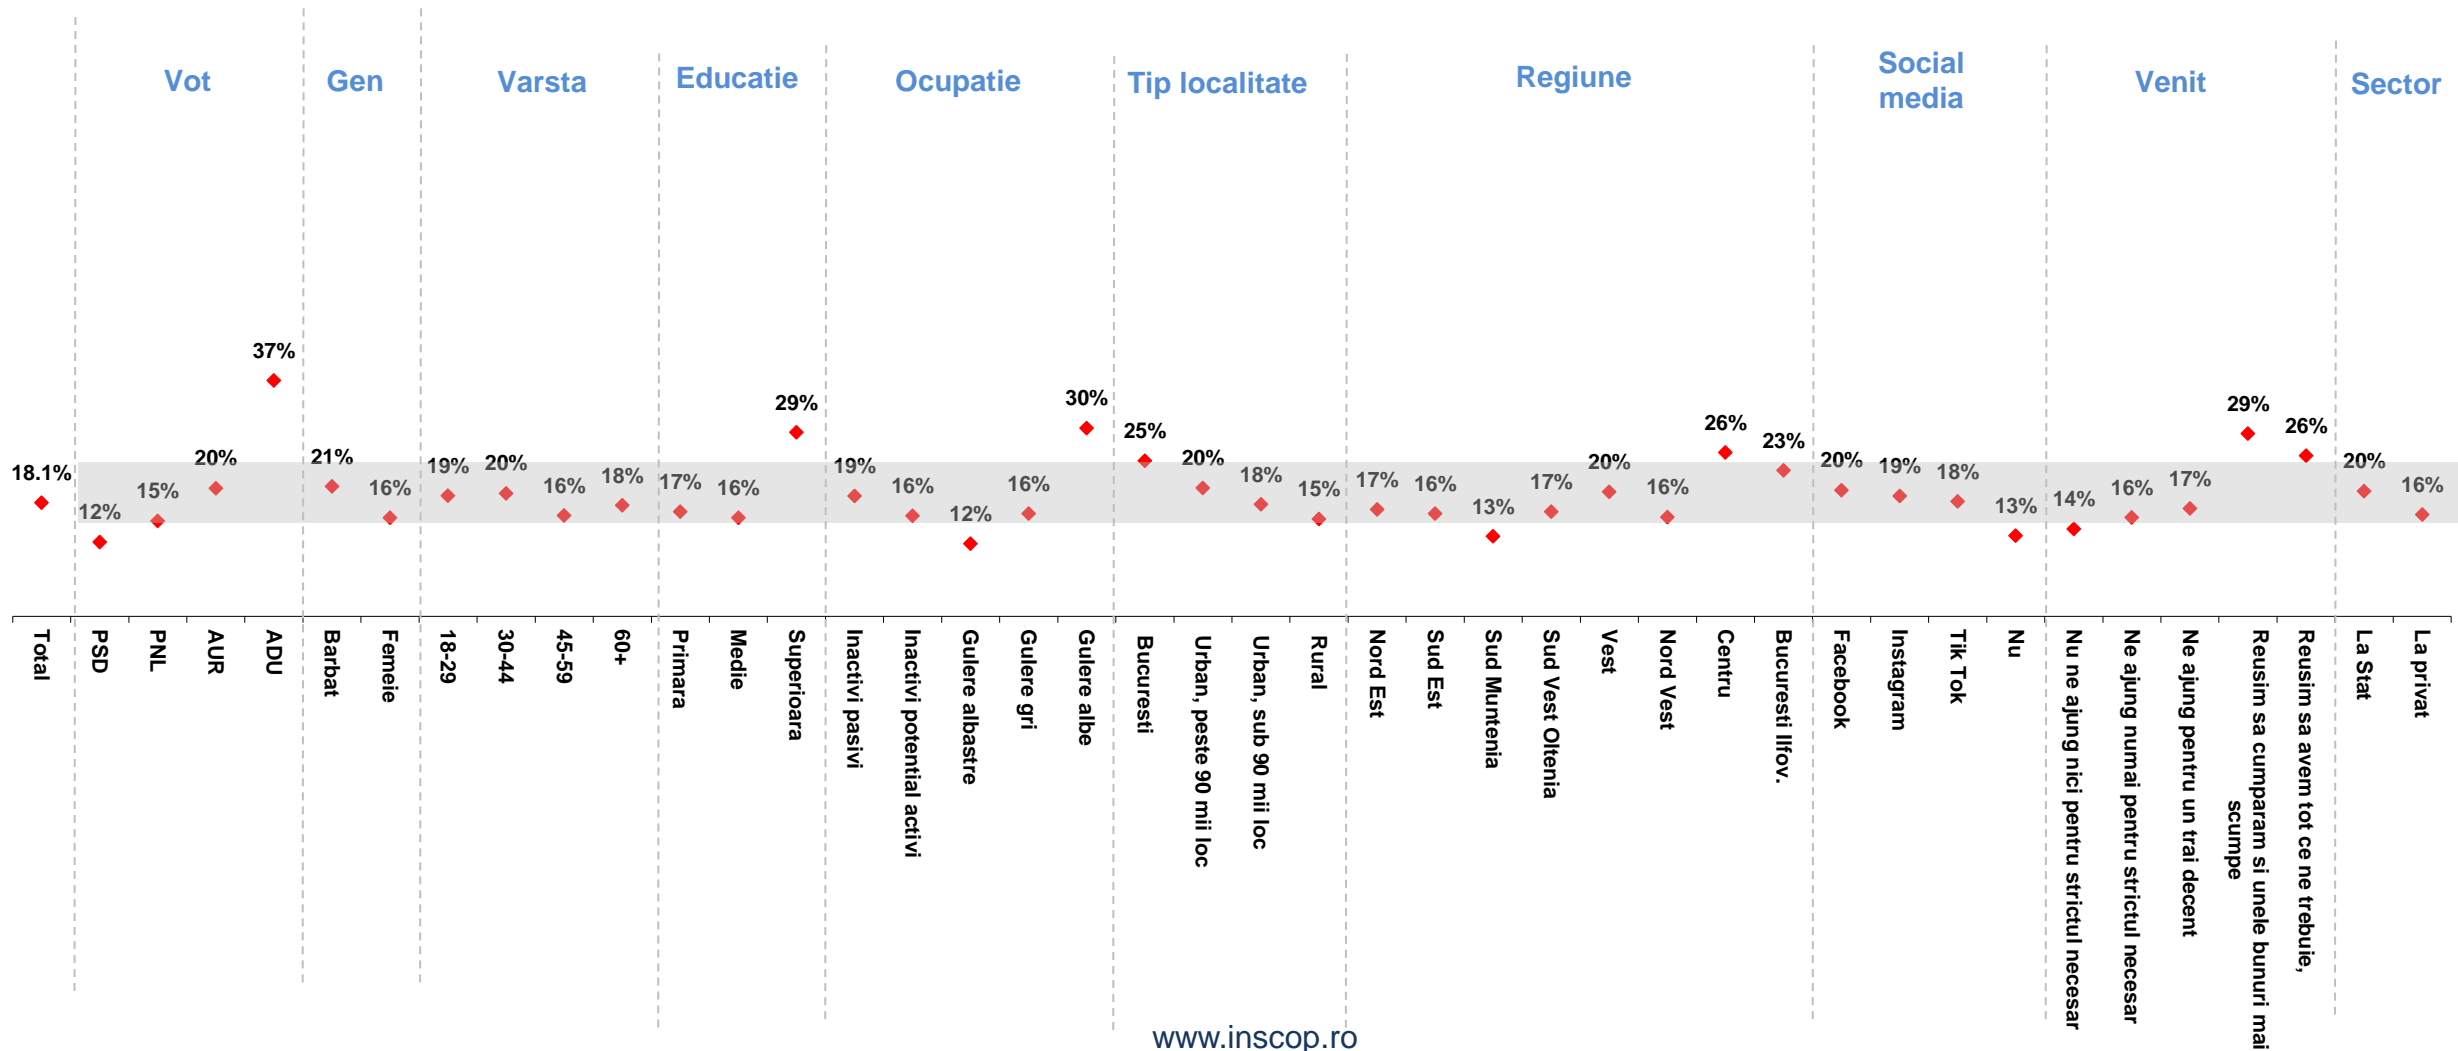 Vot
Gen
Varsta
Educatie
Ocupatie
Tip localitate
Regiune
Social
media
Venit
Sector
18.1%
12%
15%
20%
37%
21%
16%
19%
20%
16%
18%
17%
16%
29%
19%
16%
12%
16%
30%
25%
20%
18%
15%
17%
16%
13%
17%
20%
16%
26%
23%
20%
19%
18%
13%
14%
16%
17%
29%
26%
20%
16%
Total
PSD
PNL
AUR
ADU
Barbat
Femeie
18-29
30-44
45-59
60+
Primara
Medie
Superioara
Inactivi pasivi
Inactivi potential activi
Gulere albastre
Gulere gri
Gulere albe
Bucuresti
Urban, peste 90 mii loc
Urban, sub 90 mii loc
Rural
Nord Est
Sud Est
Sud Muntenia
Sud Vest Oltenia
Vest
Nord Vest
Centru
Bucuresti Ilfov.
Facebook
Instagram
Tik Tok
Nu
Nu ne ajung nici pentru strictul necesar
Ne ajung numai pentru strictul necesar
Ne ajung pentru un trai decent
Reusim sa cumparam si unele bunuri mai
scumpe
Reusim sa avem tot ce ne trebuie,
La Stat
La privat
www.inscop.ro